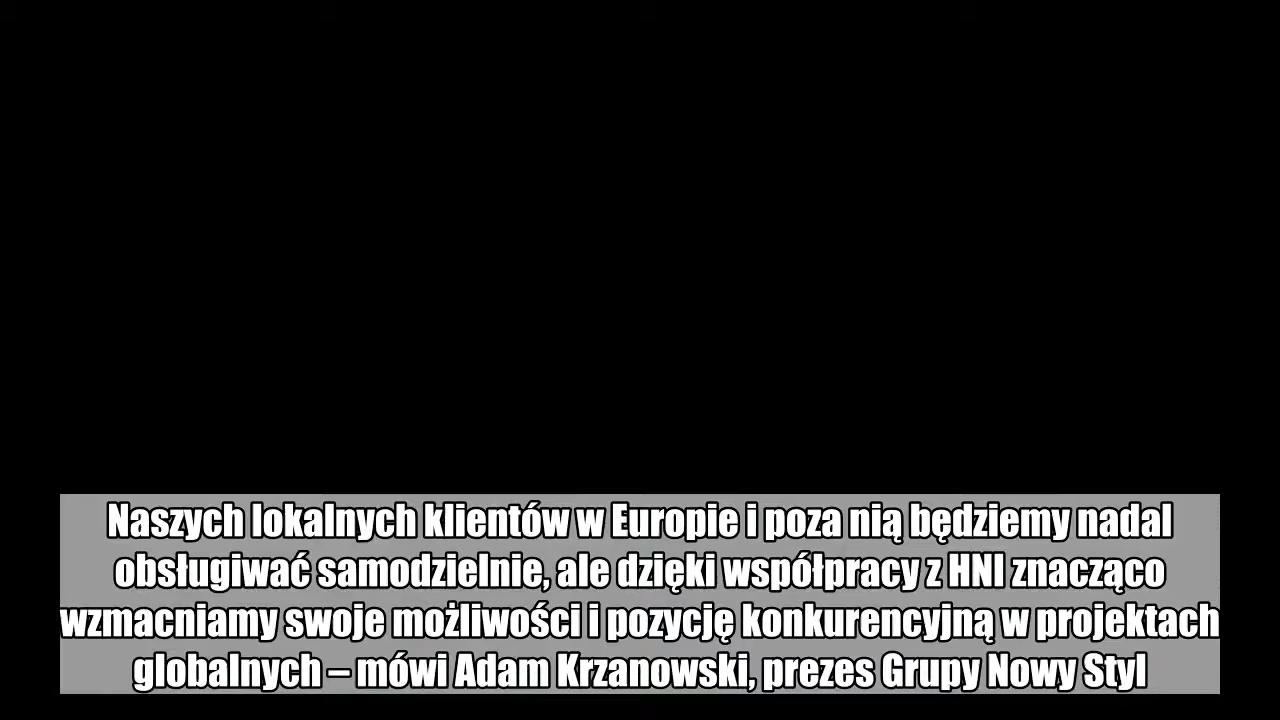 Naszych lokalnych klientów w Europie i poza nią będziemy nadal
obsługiwać samodzielnie, ale dzięki współpracy z HNI znacząco
wzmacniamy swoje możliwości i pozycję konkurencyjną w projektach
globalnych – mówi Adam Krzanowski, prezes Grupy Nowy Styl